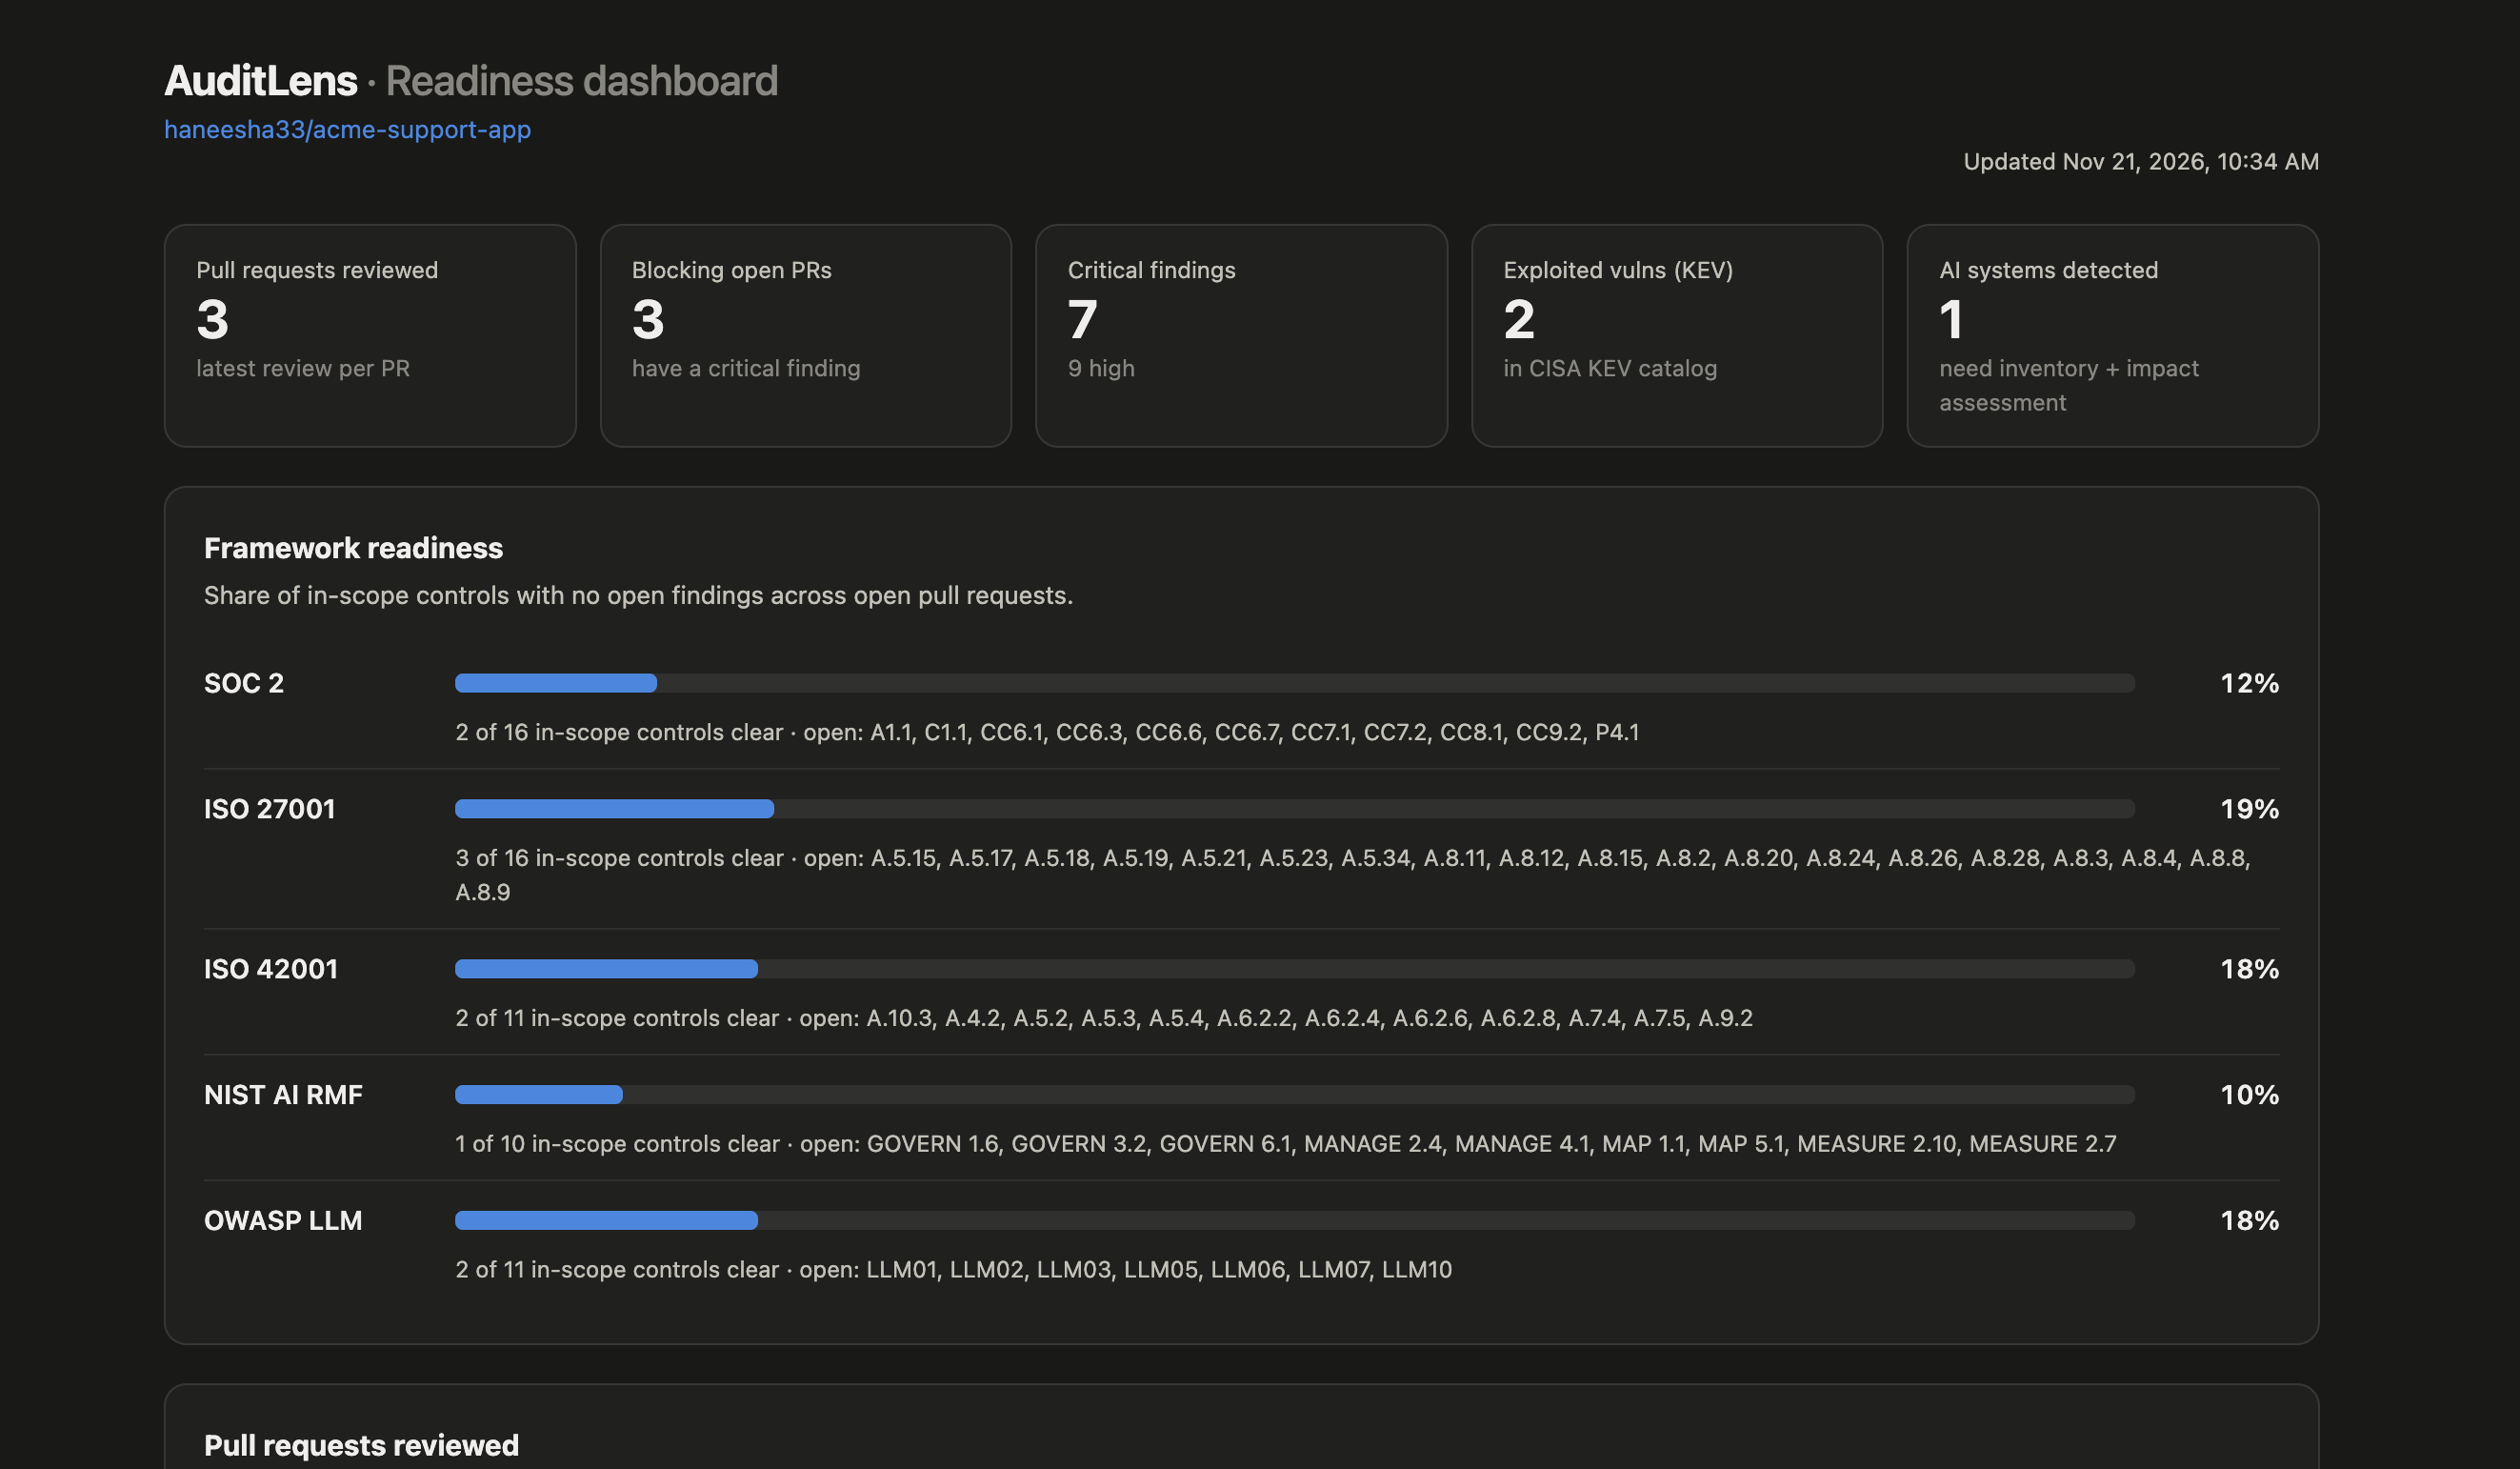 AuditLens · Readiness dashboard
haneesha33/acme-support-app
Updated Nov 21, 2026, 10:34 AM
Pull requests reviewed
3
latest review per PR
Blocking open PRs
3
have a critical finding
Critical findings
7
9 high
Exploited vulns (KEV)
2
in CISA KEV catalog
AI systems detected
1
need inventory + impact
assessment
Framework readiness
Share of in-scope controls with no open findings across open pull requests.
SOC 2
12%
2 of 16 in-scope controls clear · open: A1.1, C1.1, CC6.1, CC6.3, CC6.6, CC6.7, CC7.1, CC7.2, CC8.1, CC9.2, P4.1
ISO 27001
19%
3 of 16 in-scope controls clear · open: A.5.15, A.5.17, A.5.18, A.5.19, A.5.21, A.5.23, A.5.34, A.8.11, A.8.12, A.8.15, A.8.2, A.8.20, A.8.24, A.8.26, A.8.28, A.8.3, A.8.4, A.8.8,
A.8.9
ISO 42001
18%
2 of 11 in-scope controls clear · open: A.10.3, A.4.2, A.5.2, A.5.3, A.5.4, A.6.2.2, A.6.2.4, A.6.2.6, A.6.2.8, A.7.4, A.7.5, A.9.2
NIST AI RMF
10%
1 of 10 in-scope controls clear · open: GOVERN 1.6, GOVERN 3.2, GOVERN 6.1, MANAGE 2.4, MANAGE 4.1, MAP 1.1, MAP 5.1, MEASURE 2.10, MEASURE 2.7
OWASP LLM
18%
2 of 11 in-scope controls clear · open: LLM01, LLM02, LLM03, LLM05, LLM06, LLM07, LLM10
Pull requests reviewed